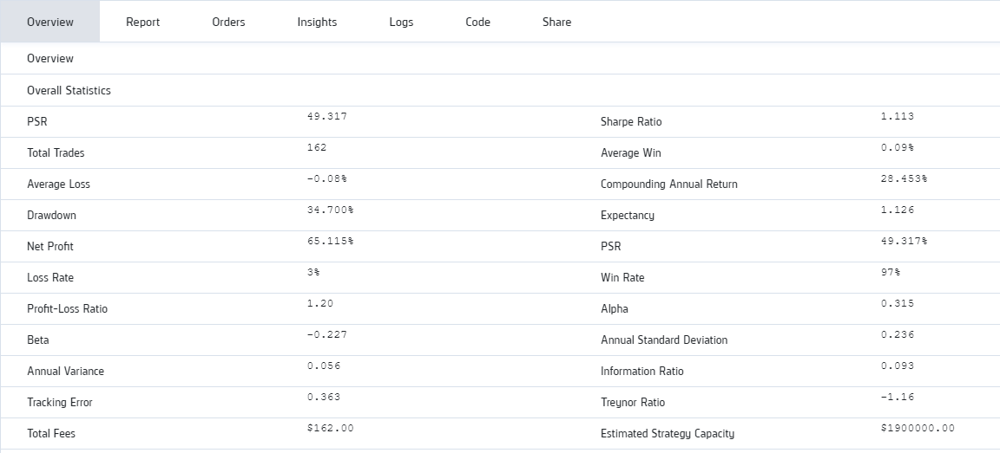 Overview Report Orders Insights Logs Code Share
Overview
Overall Statistics
PSR 49.317 Sharpe Ratio 1.113
Total Trades 162 Average Win 0.09%
Average Loss -0.08% Compounding Annual Return 28.453%
Drawdown 34.700% Expectancy 1.126
Net Profit 65.115% PSR 49.317%
Loss Rate 3% Win Rate 97%
Profit-Loss Ratio 1.20 Alpha 0.315
Beta -0.227 Annual Standard Deviation 0.236
Annual Variance 0.056 Information Ratio 0.093
Tracking Error 0.363 Treynor Ratio -1.16
Total Fees $162.00 Estimated Strategy Capacity $1900000.00